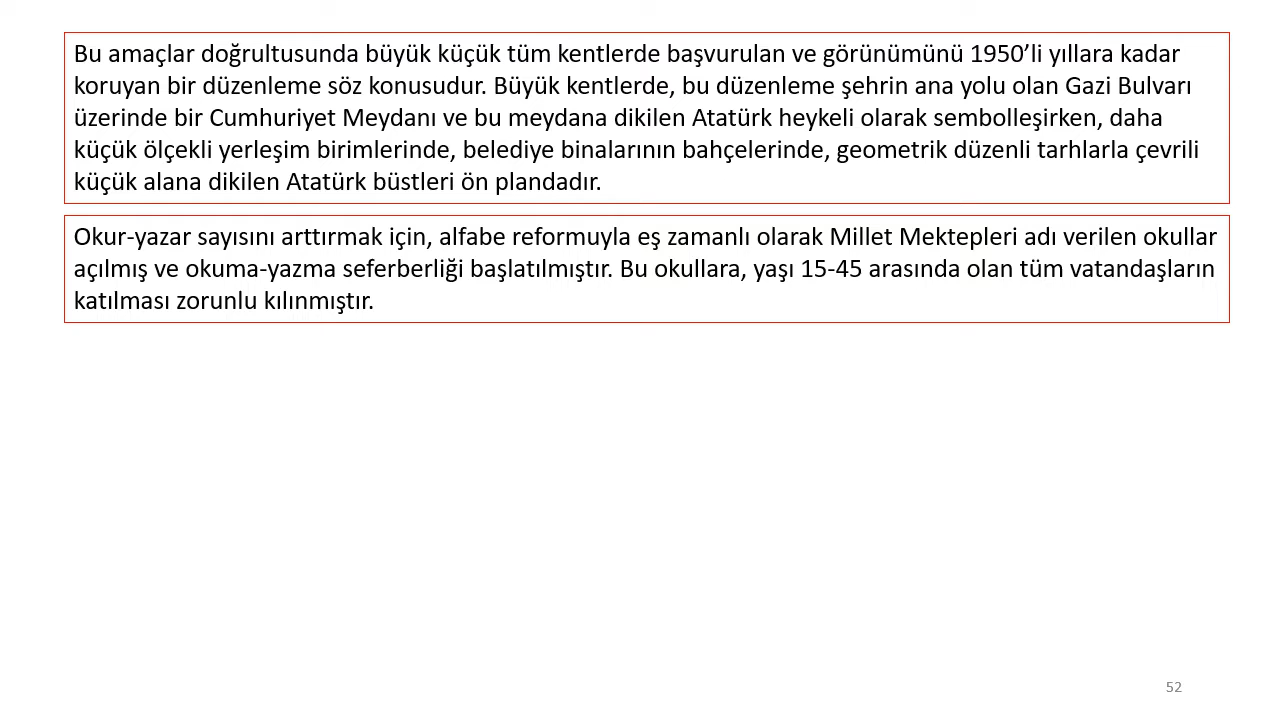 Bu amaçlar doğrultusunda büyük küçük tüm kentlerde başvurulan ve görünümünü 1950’li yıllara kadar
koruyan bir düzenleme söz konusudur. Büyük kentlerde, bu düzenleme şehrin ana yolu olan Gazi Bulvarı
üzerinde bir Cumhuriyet Meydanı ve bu meydana dikilen Atatürk heykeli olarak sembolleşirken, daha
küçük ölçekli yerleşim birimlerinde, belediye binalarının bahçelerinde, geometrik düzenli tarhlarla çevrili
küçük alana dikilen Atatürk büstleri ön plandadır.
Okur-yazar sayısını arttırmak için, alfabe reformuyla eş zamanlı olarak Millet Mektepleri adı verilen okullar
açılmış ve okuma-yazma seferberliği başlatılmıştır. Bu okullara, yaşı 15-45 arasında olan tüm vatandaşların
katılması zorunlu kılınmıştır.
52